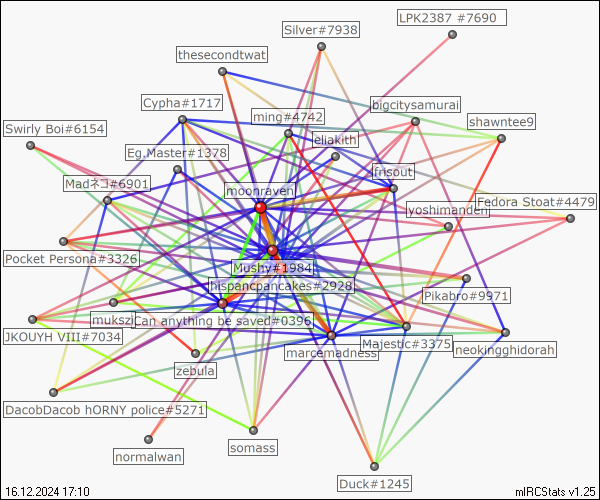 LPK2387 #7690
Silver#7938
thesecondtwat
Cypha#1717
bigcitysamurai
ming#4742
shawntee9
Swirly Boi#6154
eliakith
Eg.Master#1378
frisout
Madネコ#6901
moonraven
Fedora Stoat#4479
yoshimanden
Pocket Persona#3326
Mushy#1984
hispancpancakes#2928
Pikabro#9971
mukszi
Can anything be saved#0396
JKOUYH VIII#7034
Majestic#3375
neokingghidorah
marcemadness
zebula
DacobDacob hORNY police#5271
somass
normalwan
Duck#1245
16.12.2024 17:10
mIRCStats v1.25